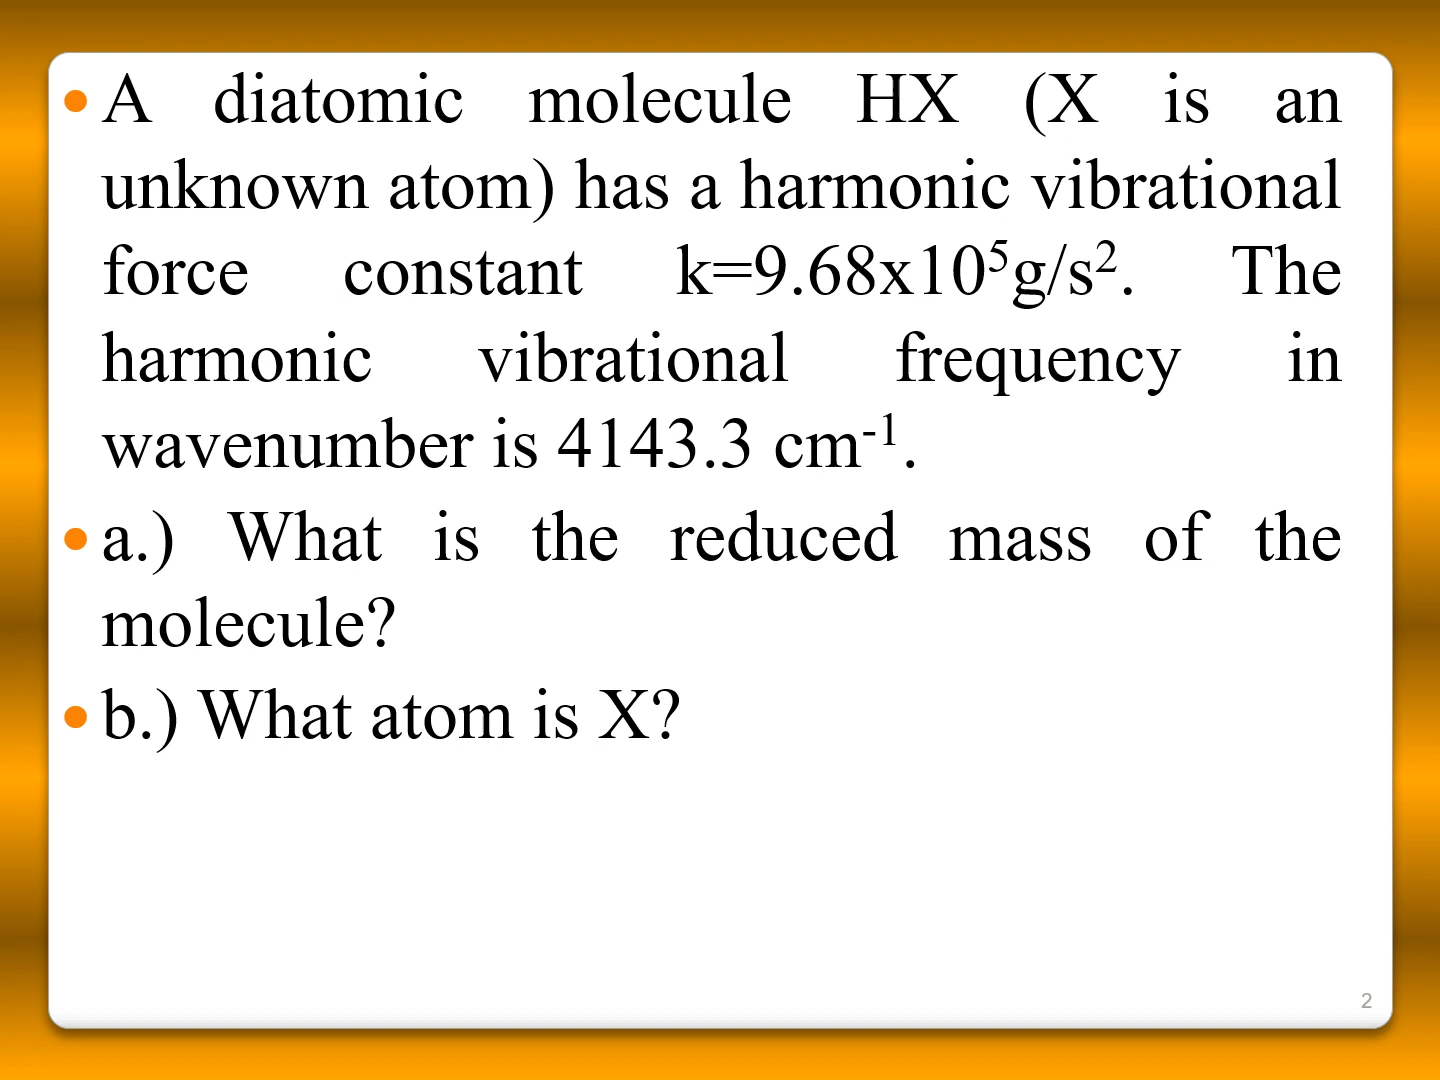 • A diatomic molecule HX (X is an
unknown atom) has a harmonic vibrational
force constant k=9.68x10⁵g/s². The
harmonic vibrational frequency in
wavenumber is 4143.3 cm⁻¹.
• a.) What is the reduced mass of the
molecule?
• b.) What atom is X?
2